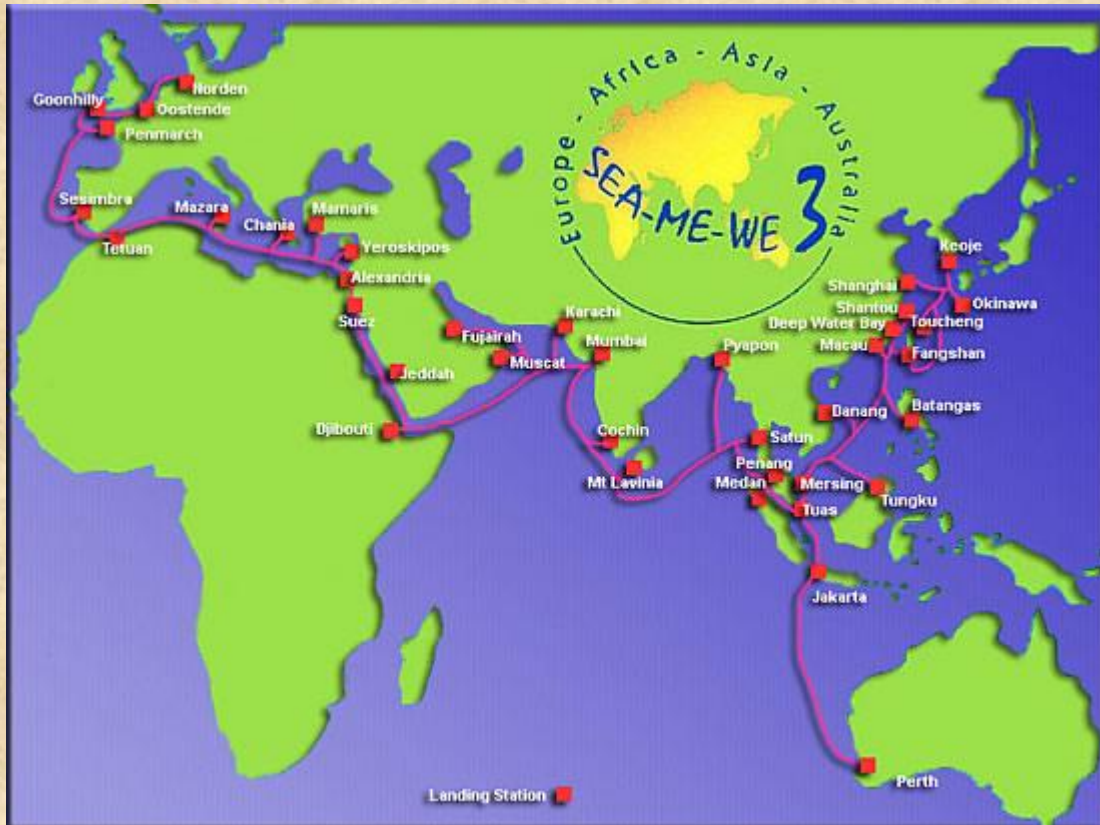 Europe - Africa - Asia - Australia
SEA-ME-WE 3
Norden
Goonhilly
Oostende
Penmarch
Sesimbra
Mazara
Mamaris
Chania
Tetuan
Yeroskipos
Alexandria
Suez
Keoje
Shanghai
Okinawa
Shantou
Karachi
Deep Water Bay
Toucheng
Fujairah
Mumbai
Pyapon
Macau
Fangshan
Muscat
Jeddah
Batangas
Danang
Djibouti
Cochin
Satun
Penang
Mt Lavinia
Medan
Mersing
Tungku
Tuas
Jakarta
Perth
Landing Station